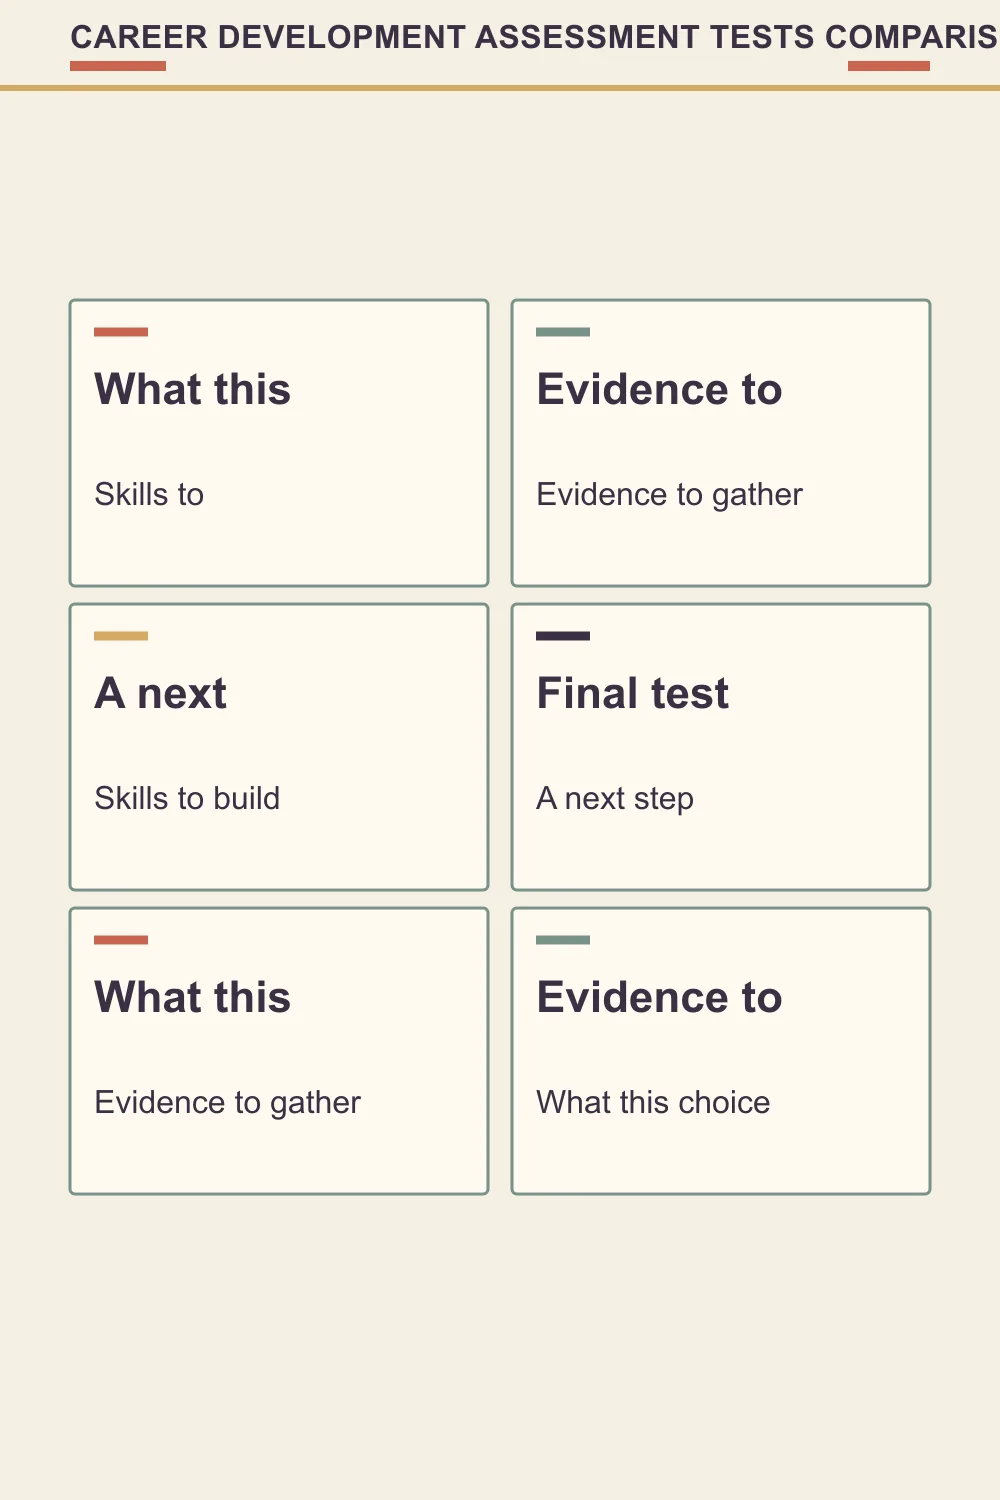 CAREER DEVELOPMENT ASSESSMENT TESTS COMPARIS
What this
Skills to
Evidence to
Evidence to gather
A next
Skills to build
Final test
A next step
What this
Evidence to gather
Evidence to
What this choice